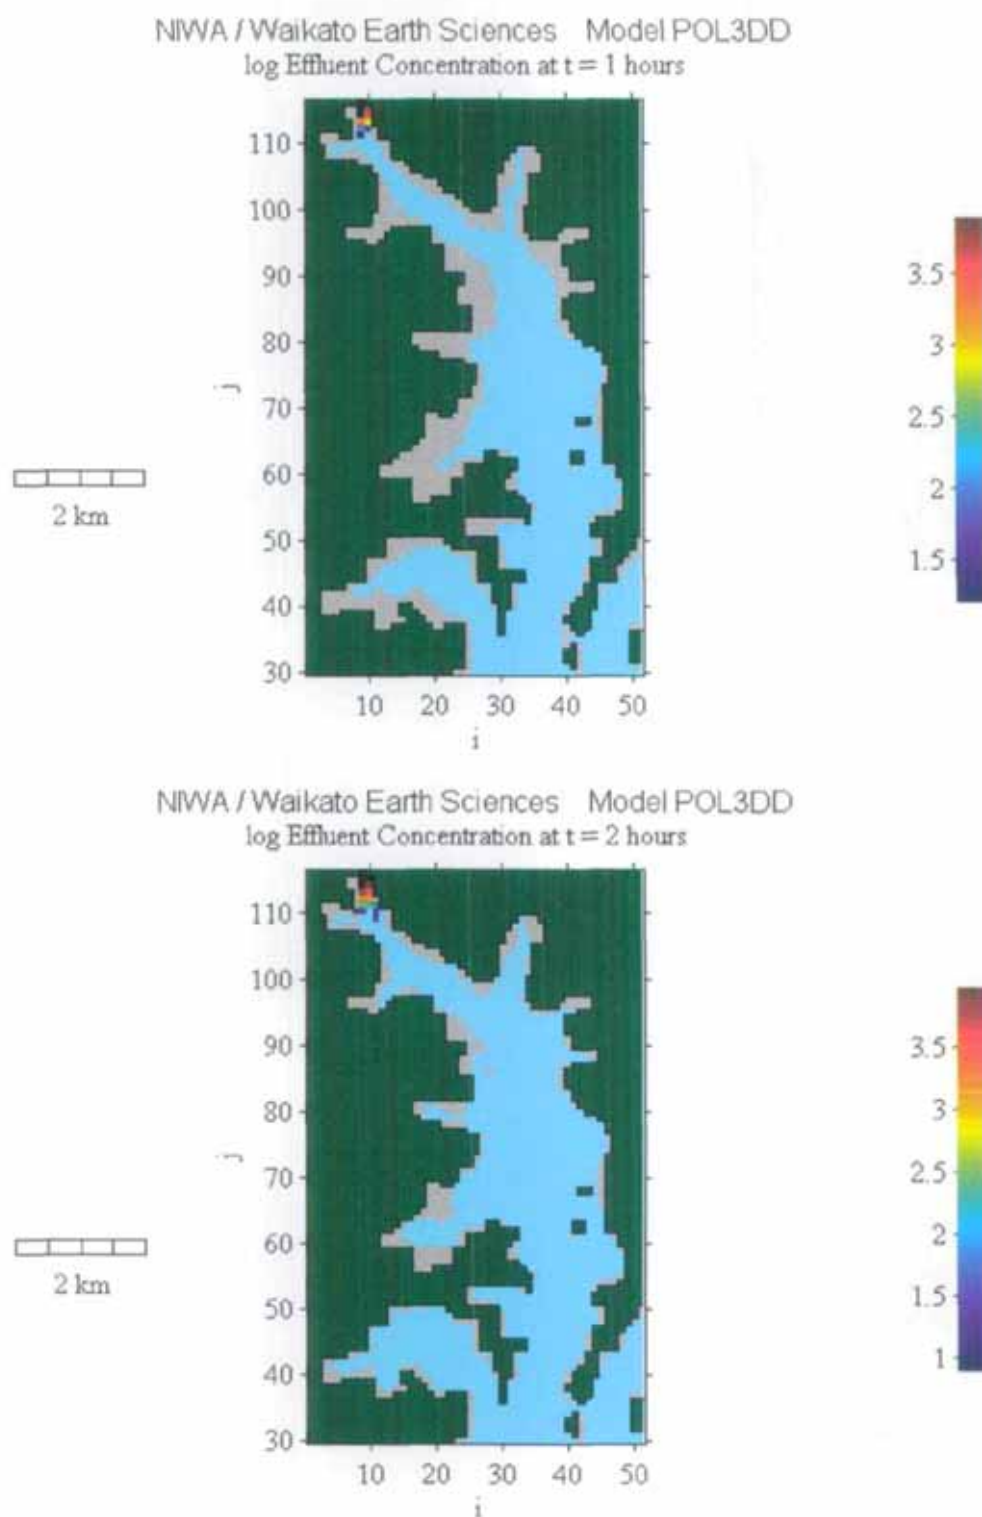 NIWA / Waikato Earth Sciences Model POL3DD
log Effluent Concentration at t = 1 hours
110
100
90
80
70
60
50
40
30
j
10 20 30 40 50
i
2 km
3.5
3
2.5
2
1.5
NIWA / Waikato Earth Sciences Model POL3DD
log Effluent Concentration at t = 2 hours
110
100
90
80
70
60
50
40
30
j
10 20 30 40 50
i
2 km
3.5
3
2.5
2
1.5
1